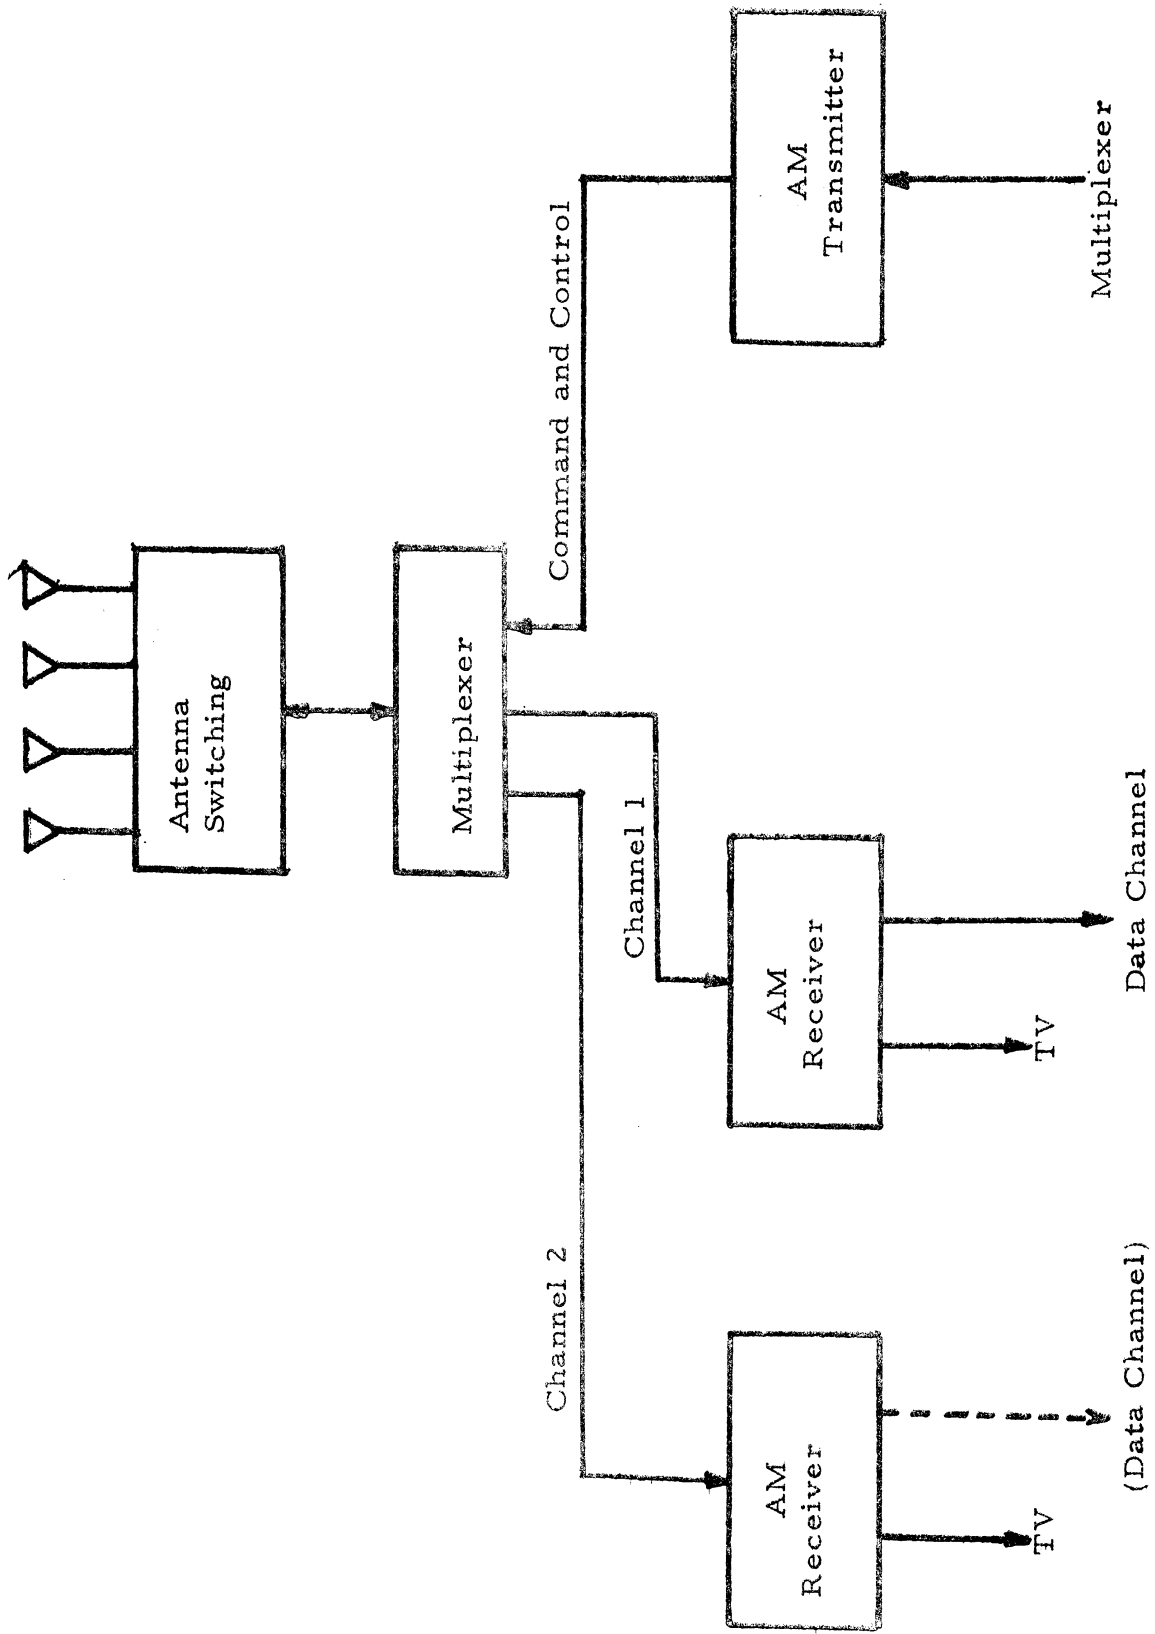 Antenna
Switching
Multiplexer
Command and Control
Channel 2
Channel 1
AM
Receiver
AM
Receiver
AM
Transmitter
TV
(Data Channel)
TV
Data Channel
Multiplexer